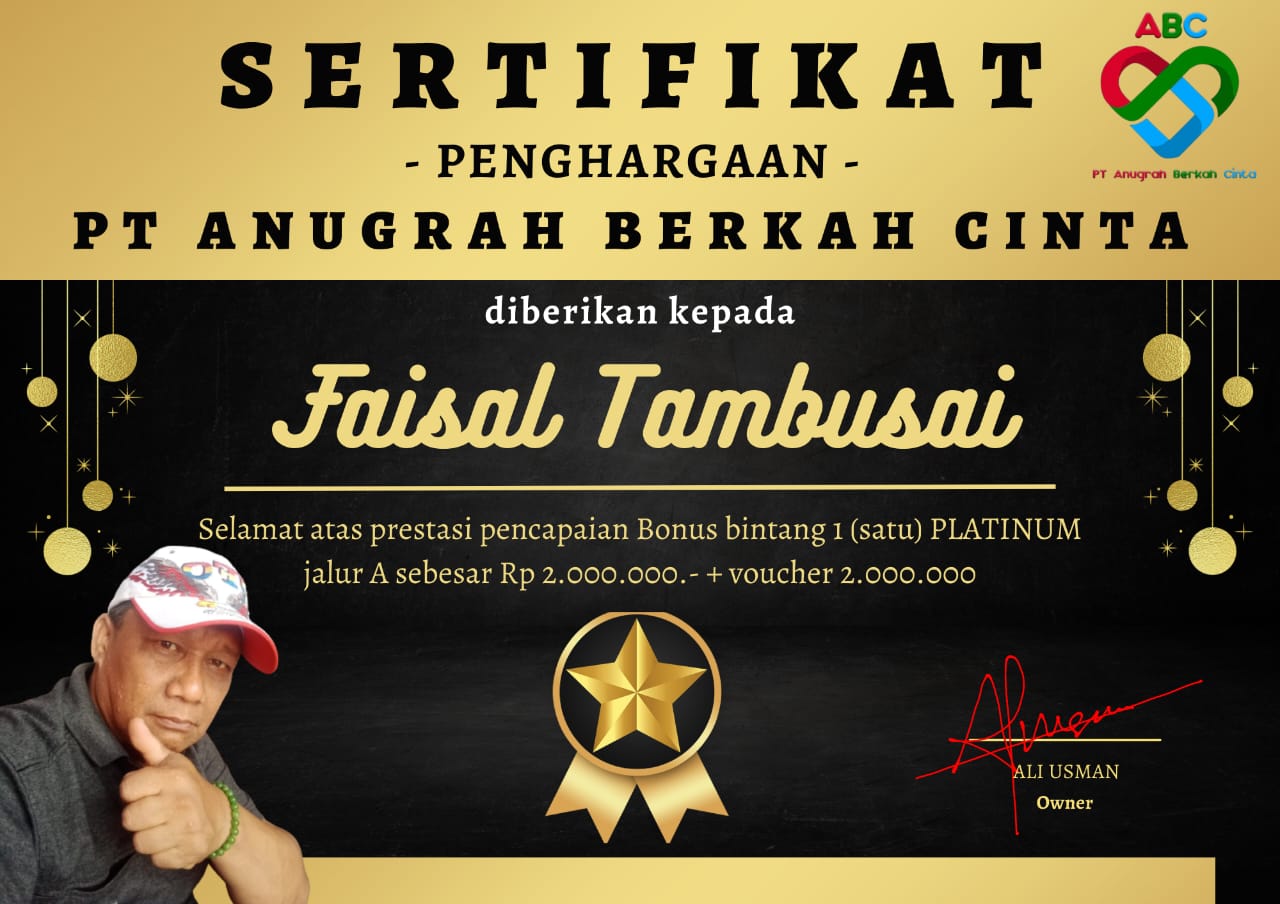 ABC
SERTIFIKAT
- PENGHARGAAN -
PT Anugrah Berkah Cinta
PT ANUGRAH BERKAH CINTA
diberikan kepada
Faisal Tambusai
Selamat atas prestasi pencapaian Bonus bintang 1 (satu) PLATINUM
jalur A sebesar Rp 2.000.000.- + voucher 2.000.000
ALI USMAN
Owner